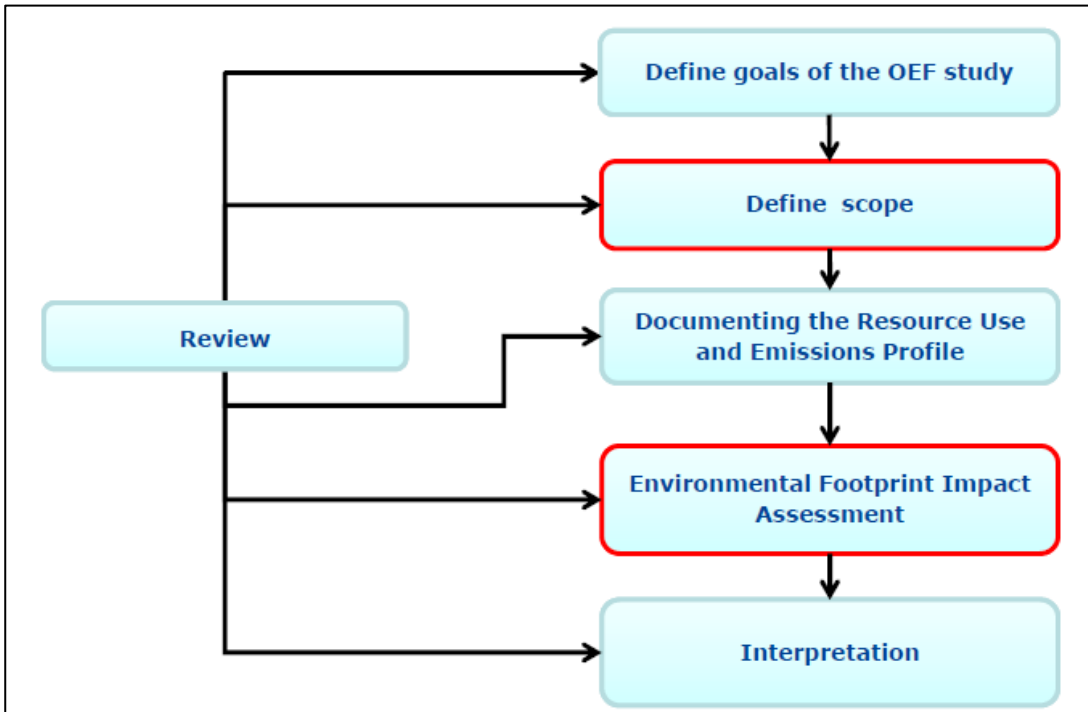 Define goals of the OEF study
Define scope
Review
Documenting the Resource Use
and Emissions Profile
Environmental Footprint Impact
Assessment
Interpretation